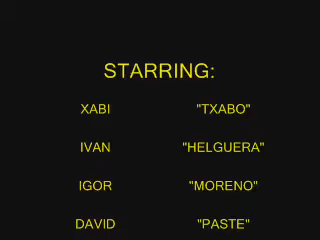 STARRING:
XABI "TXABO"
IVAN "HELGUERA"
IGOR "MORENO"
DAVID "PASTE"